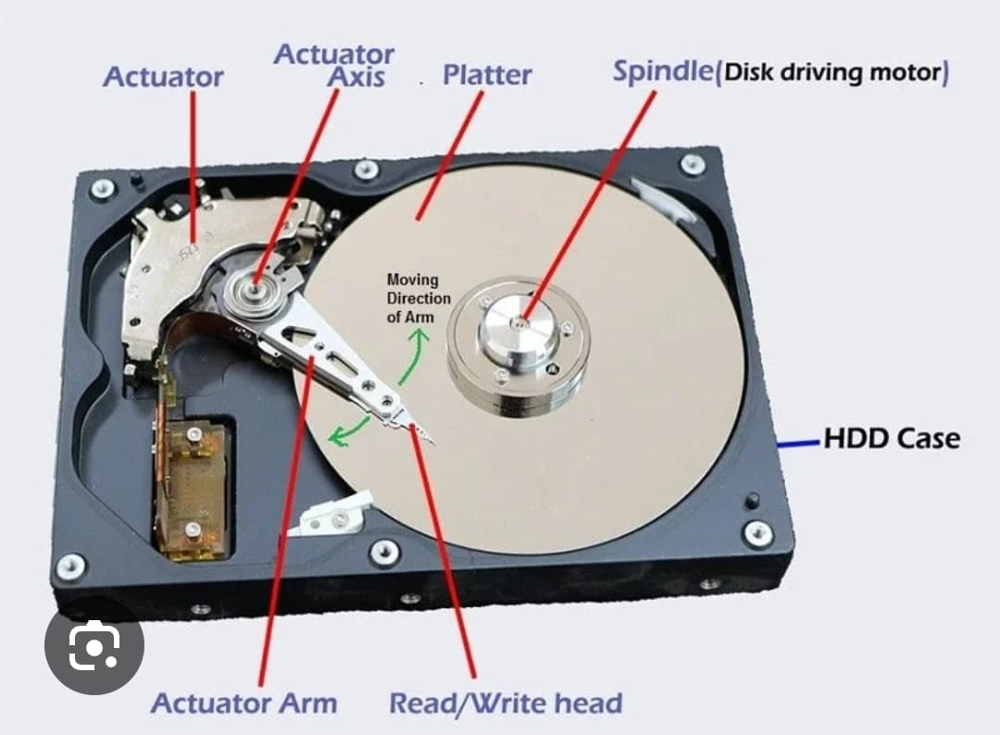 Actuator
Actuator
Axis
Platter
Spindle(Disk driving motor)
Moving
Direction
of Arm
HDD Case
Actuator Arm
Read/Write head